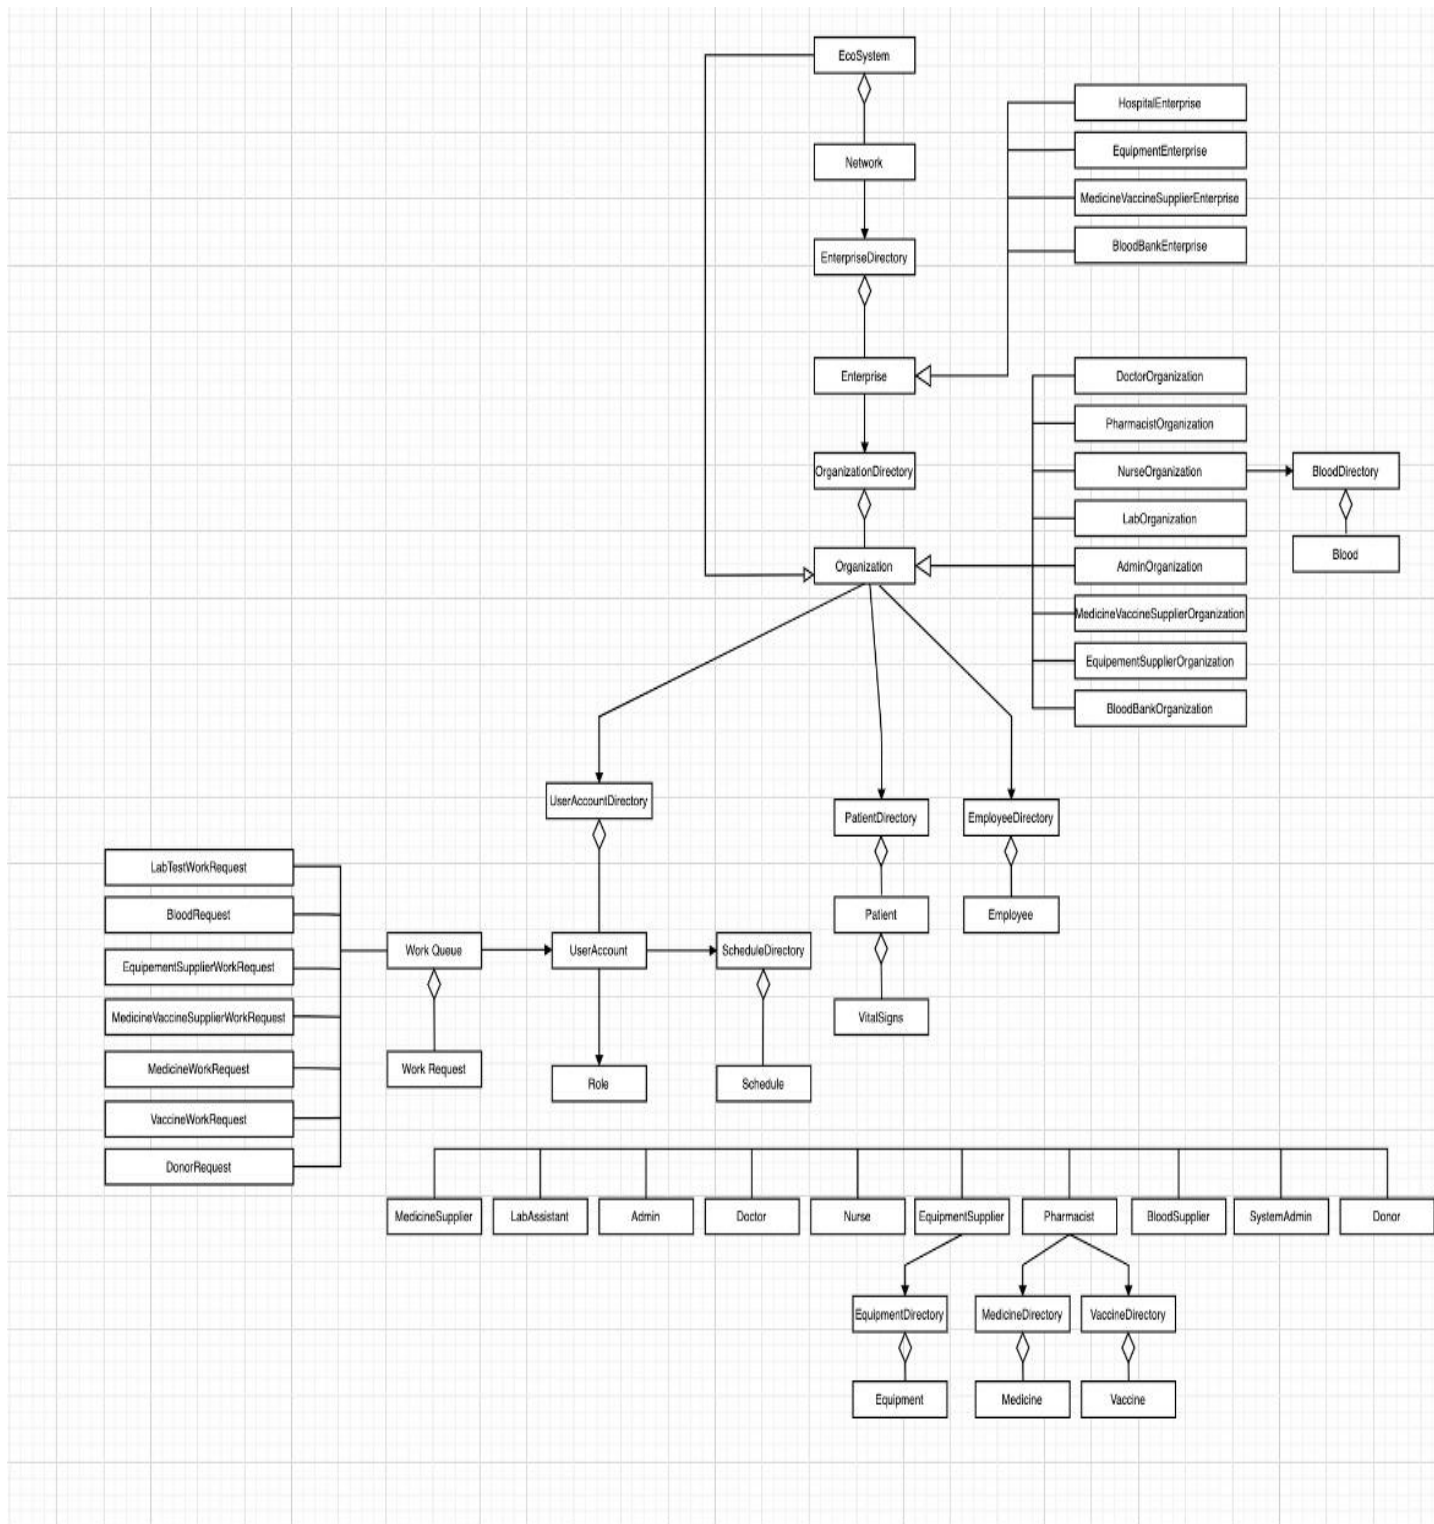 EcoSystem
HospitalEnterprise
EquipmentEnterprise
Network
MedicineVaccineSupplierEnterprise
BloodBankEnterprise
EnterpriseDirectory
Enterprise
DoctorOrganization
PharmacistOrganization
OrganizationDirectory
NurseOrganization
BloodDirectory
LabOrganization
Blood
Organization
AdminOrganization
MedicineVaccineSupplierOrganization
EquipementSupplierOrganization
BloodBankOrganization
UserAccountDirectory
PatientDirectory
EmployeeDirectory
LabTestWorkRequest
BloodRequest
Patient
Employee
Work Queue
UserAccount
ScheduleDirectory
EquipementSupplierWorkRequest
MedicineVaccineSupplierWorkRequest
VitalSigns
MedicineWorkRequest
Work Request
Role
Schedule
VaccineWorkRequest
DonorRequest
MedicineSupplier
LabAssistant
Admin
Doctor
Nurse
EquipmentSupplier
Pharmacist
BloodSupplier
SystemAdmin
Donor
EquipmentDirectory
MedicineDirectory
VaccineDirectory
Equipment
Medicine
Vaccine